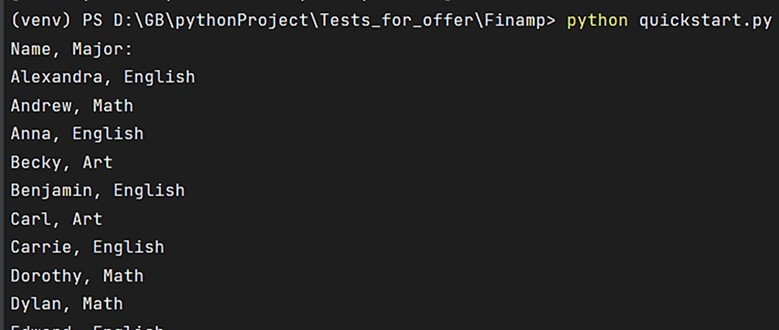 (venv) PS D:\GB\pythonProject\Tests_for_offer\Finamp> python quickstart.py
Name, Major:
Alexandra, English
Andrew, Math
Anna, English
Becky, Art
Benjamin, English
Carl, Art
Carrie, English
Dorothy, Math
Dylan, Math
Edward, English